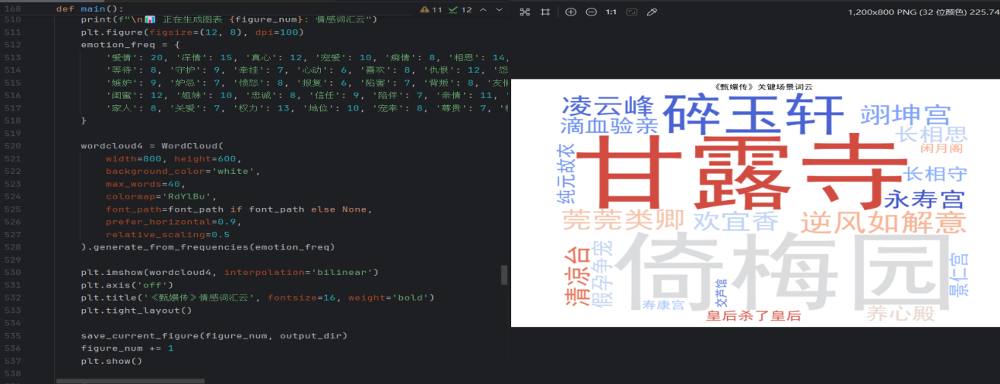 168 def main():
11 12
510 print(f"\n📊 正在生成图表 {figure_num}: 情感词汇云")
511 plt.figure(figsize=(12, 8), dpi=100)
512 emotion_freq = {
513 '爱情': 20, '深情': 15, '真心': 12, '宠爱': 10, '痴情': 8, '相思': 14,
514 '等待': 8, '守护': 9, '牵挂': 7, '心动': 6, '喜欢': 8, '仇恨': 12, '怨
515 '嫉妒': 9, '妒忌': 7, '愤怒': 8, '报复': 6, '陷害': 7, '背叛': 8, '友情
516 '闺蜜': 12, '姐妹': 10, '忠诚': 8, '信任': 9, '陪伴': 7, '亲情': 11, '
517 '家人': 8, '关爱': 7, '权力': 13, '地位': 10, '宠幸': 8, '尊贵': 7, '
518 }
519
520 wordcloud4 = WordCloud(
521 width=800, height=600,
522 background_color='white',
523 max_words=40,
524 colormap='RdYlBu',
525 font_path=font_path if font_path else None,
526 prefer_horizontal=0.9,
527 relative_scaling=0.5
528 ).generate_from_frequencies(emotion_freq)
529
530 plt.imshow(wordcloud4, interpolation='bilinear')
531 plt.axis('off')
532 plt.title('《甄嬛传》情感词汇云', fontsize=16, weight='bold')
533 plt.tight_layout()
534
535 save_current_figure(figure_num, output_dir)
536 figure_num += 1
537 plt.show()
538
1:1
1,200x800 PNG (32 位颜色) 225.74
《甄嬛传》关键场景词云
凌云峰
碎玉轩
翊坤宫
滴血验亲
长相思
闲月阁
纯元故衣
甘露寺
长相守
永寿宫
莞莞类卿
欢宜香
逆风如解意
清凉台
假孕争宠
倚梅园
景仁宫
寿康宫
交芦馆
皇后杀了皇后
养心殿